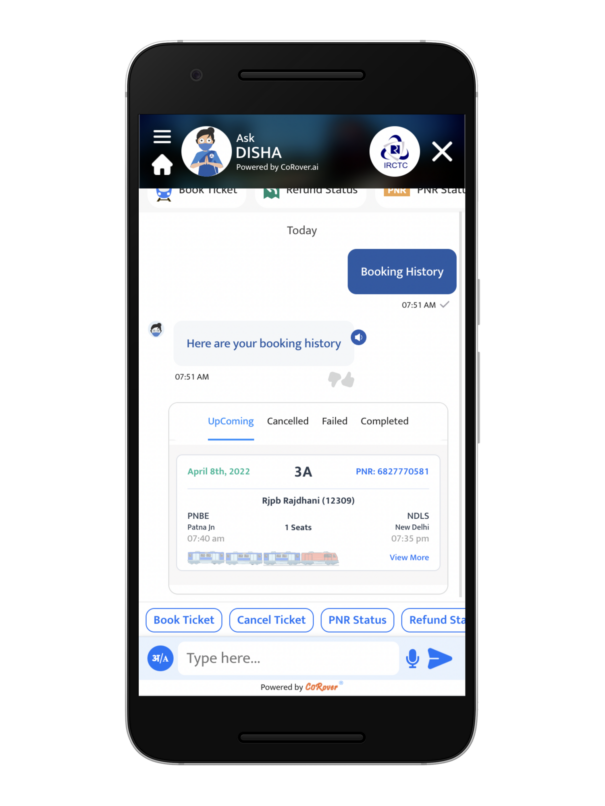 Ask
DISHA
Powered by CoRover.ai
IRCTC
Book Ticket
Refund Status
PNR
PNR Stat
Today
Booking History
07:51 AM
Here are your booking history
07:51 AM
UpComing Cancelled Failed Completed
April 8th, 2022 3A PNR: 6827770581
Rjpb Rajdhani (12309)
PNBE NDLS
Patna Jn 1 Seats New Delhi
07:40 am 07:35 pm
View More
Book Ticket Cancel Ticket PNR Status Refund Sta
अ/A Type here...
Powered by CoRover